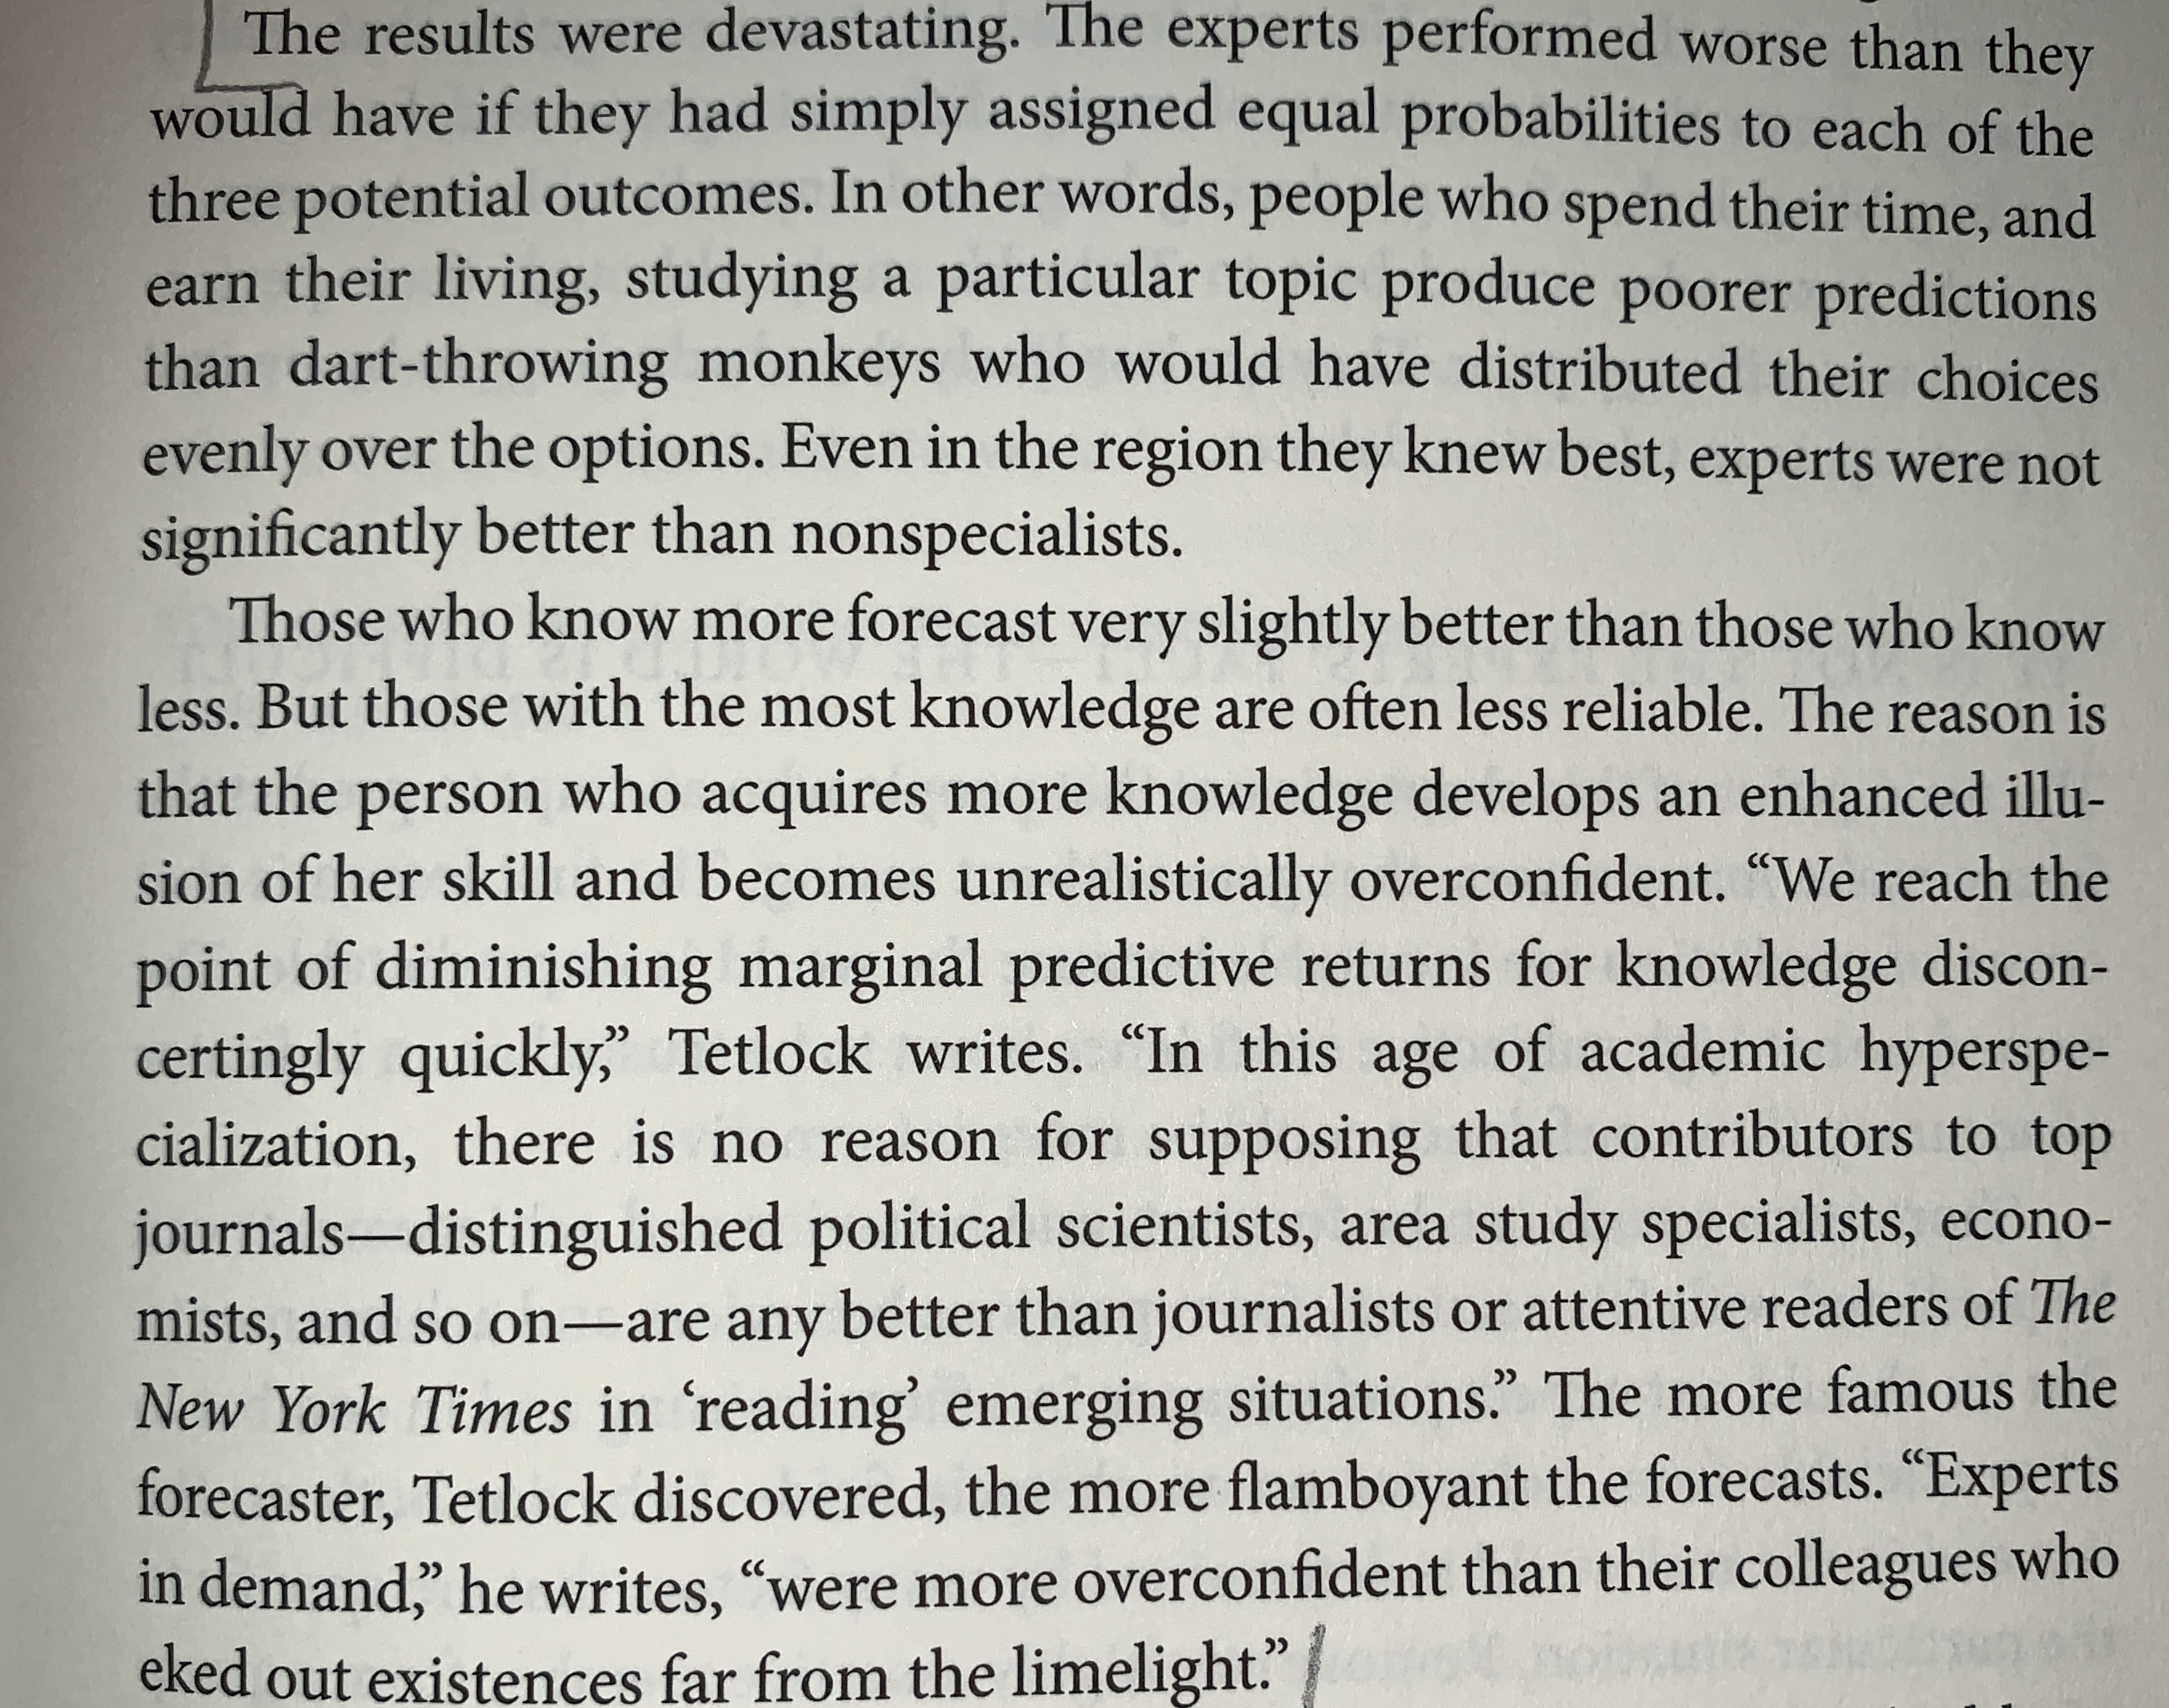 The results were devastating. The experts performed worse than they
would have if they had simply assigned equal probabilities to each of the
three potential outcomes. In other words, people who spend their time, and
earn their living, studying a particular topic produce poorer predictions
than dart-throwing monkeys who would have distributed their choices
evenly over the options. Even in the region they knew best, experts were not
significantly better than nonspecialists.
Those who know more forecast very slightly better than those who know
less. But those with the most knowledge are often less reliable. The reason is
that the person who acquires more knowledge develops an enhanced illu-
sion of her skill and becomes unrealistically overconfident. “We reach the
point of diminishing marginal predictive returns for knowledge discon-
certingly quickly,” Tetlock writes. “In this age of academic hyperspe-
cialization, there is no reason for supposing that contributors to top
journals—distinguished political scientists, area study specialists, econo-
mists, and so on—are any better than journalists or attentive readers of The
New York Times in ‘reading’ emerging situations.” The more famous the
forecaster, Tetlock discovered, the more flamboyant the forecasts. “Experts
in demand,” he writes, “were more overconfident than their colleagues who
eked out existences far from the limelight.”